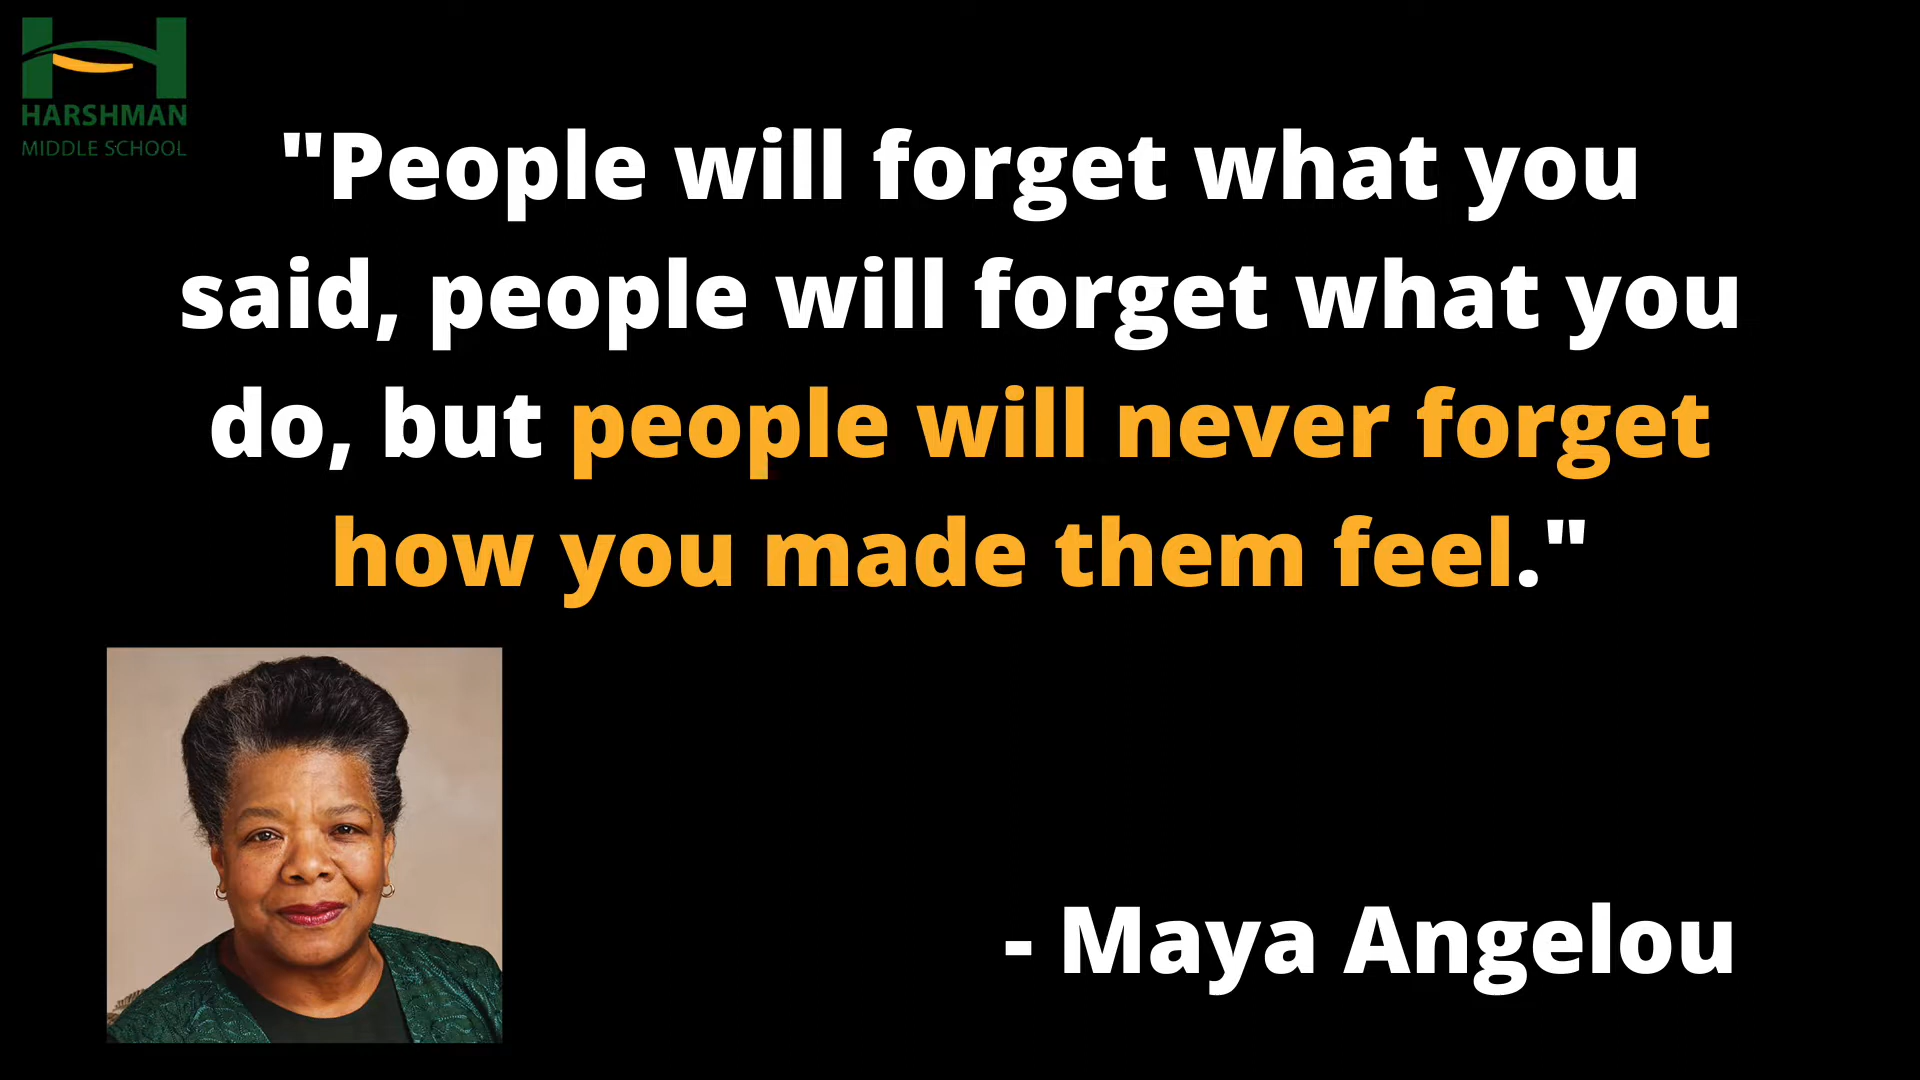 HARSHMAN
MIDDLE SCHOOL
"People will forget what you
said, people will forget what you
do, but people will never forget
how you made them feel."
- Maya Angelou